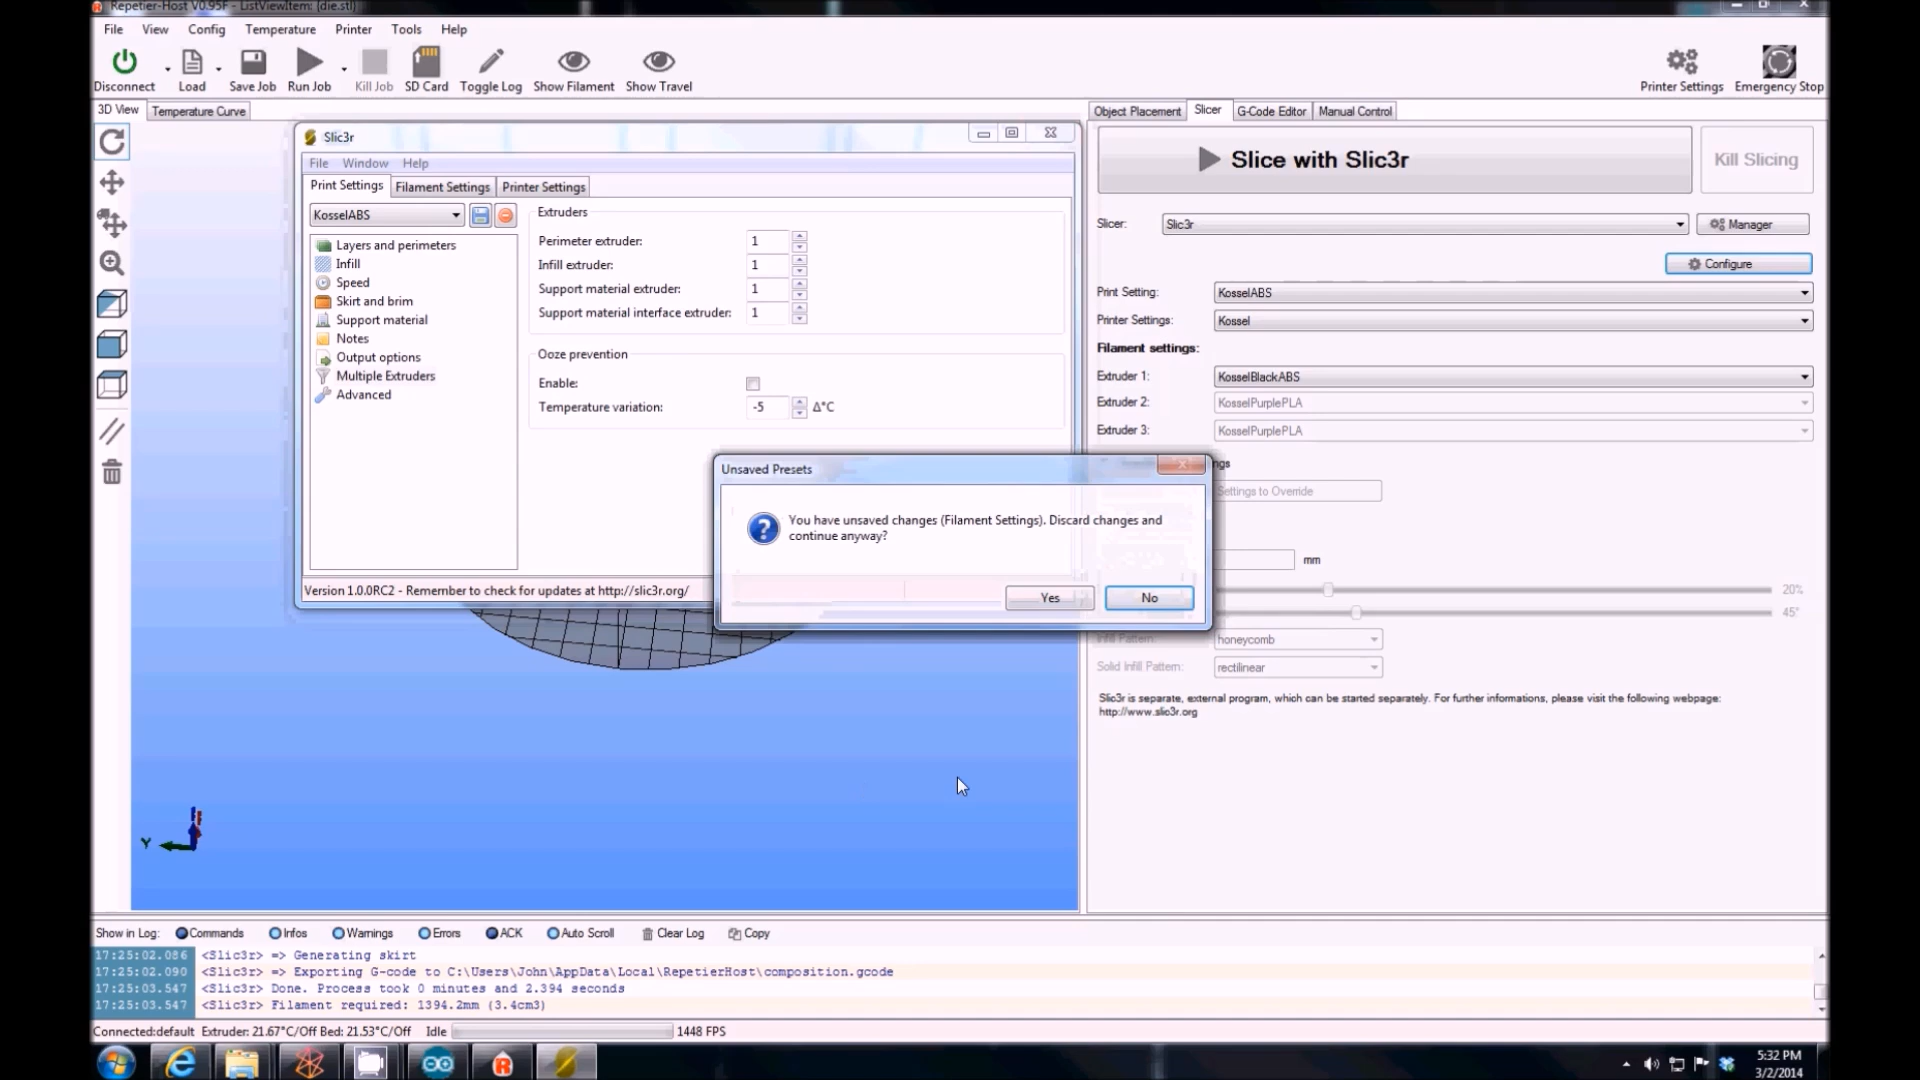 Repetier-Host V0.95F - ListViewItem: {die.stl}
File View Config Temperature Printer Tools Help
Disconnect Load Save Job Run Job Kill Job SD Card Toggle Log Show Filament Show Travel Printer Settings Emergency Stop
3D View Temperature Curve
Object Placement Slicer G-Code Editor Manual Control
Slic3r
File Window Help
Print Settings Filament Settings Printer Settings
KosselABS
Layers and perimeters
Infill
Speed
Skirt and brim
Support material
Notes
Output options
Multiple Extruders
Advanced
Extruders
Perimeter extruder: 1
Infill extruder: 1
Support material extruder: 1
Support material interface extruder: 1
Ooze prevention
Enable:
Temperature variation: -5 Δ°C
Version 1.0.0RC2 - Remember to check for updates at http://slic3r.org/
Unsaved Presets
You have unsaved changes (Filament Settings). Discard changes and
continue anyway?
Yes No
Slice with Slic3r Kill Slicing
Slicer: Slic3r Manager
Configure
Print Setting: KosselABS
Printer Settings: Kossel
Filament settings:
Extruder 1: KosselBlackABS
Extruder 2: KosselPurplePLA
Extruder 3: KosselPurplePLA
Settings to Override
mm
20%
45°
Infill Pattern: honeycomb
Solid Infill Pattern: rectilinear
Slic3r is separate, external program, which can be started separately. For further informations, please visit the following webpage:
http://www.slic3r.org
Y
Show in Log: Commands Infos Warnings Errors ACK Auto Scroll Clear Log Copy
17:25:02.086 <Slic3r> => Generating skirt
17:25:02.090 <Slic3r> => Exporting G-code to C:\Users\John\AppData\Local\RepetierHost\composition.gcode
17:25:03.547 <Slic3r> Done. Process took 0 minutes and 2.394 seconds
17:25:03.547 <Slic3r> Filament required: 1394.2mm (3.4cm3)
Connected:default Extruder: 21.67°C/Off Bed: 21.53°C/Off Idle 1448 FPS
5:32 PM
3/2/2014